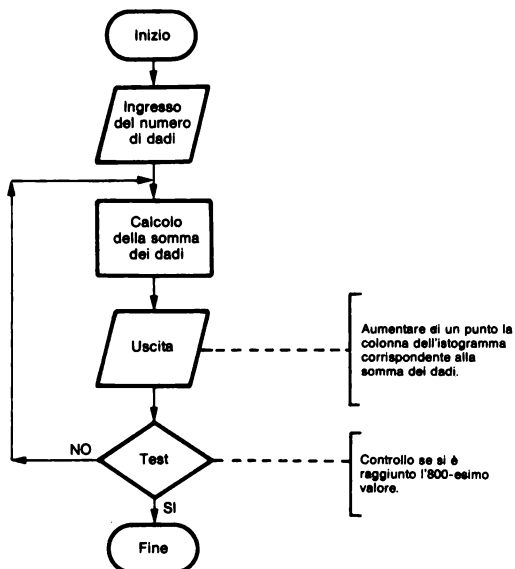 Inizio
Ingresso
del numero
di dadi
Calcolo
della somma
dei dadi
Uscita
Aumentare di un punto la
colonna dell'istogramma
corrispondente alla
somma dei dadi.
NO
Test
Controllo se si è
raggiunto l'800-esimo
valore.
SI
Fine